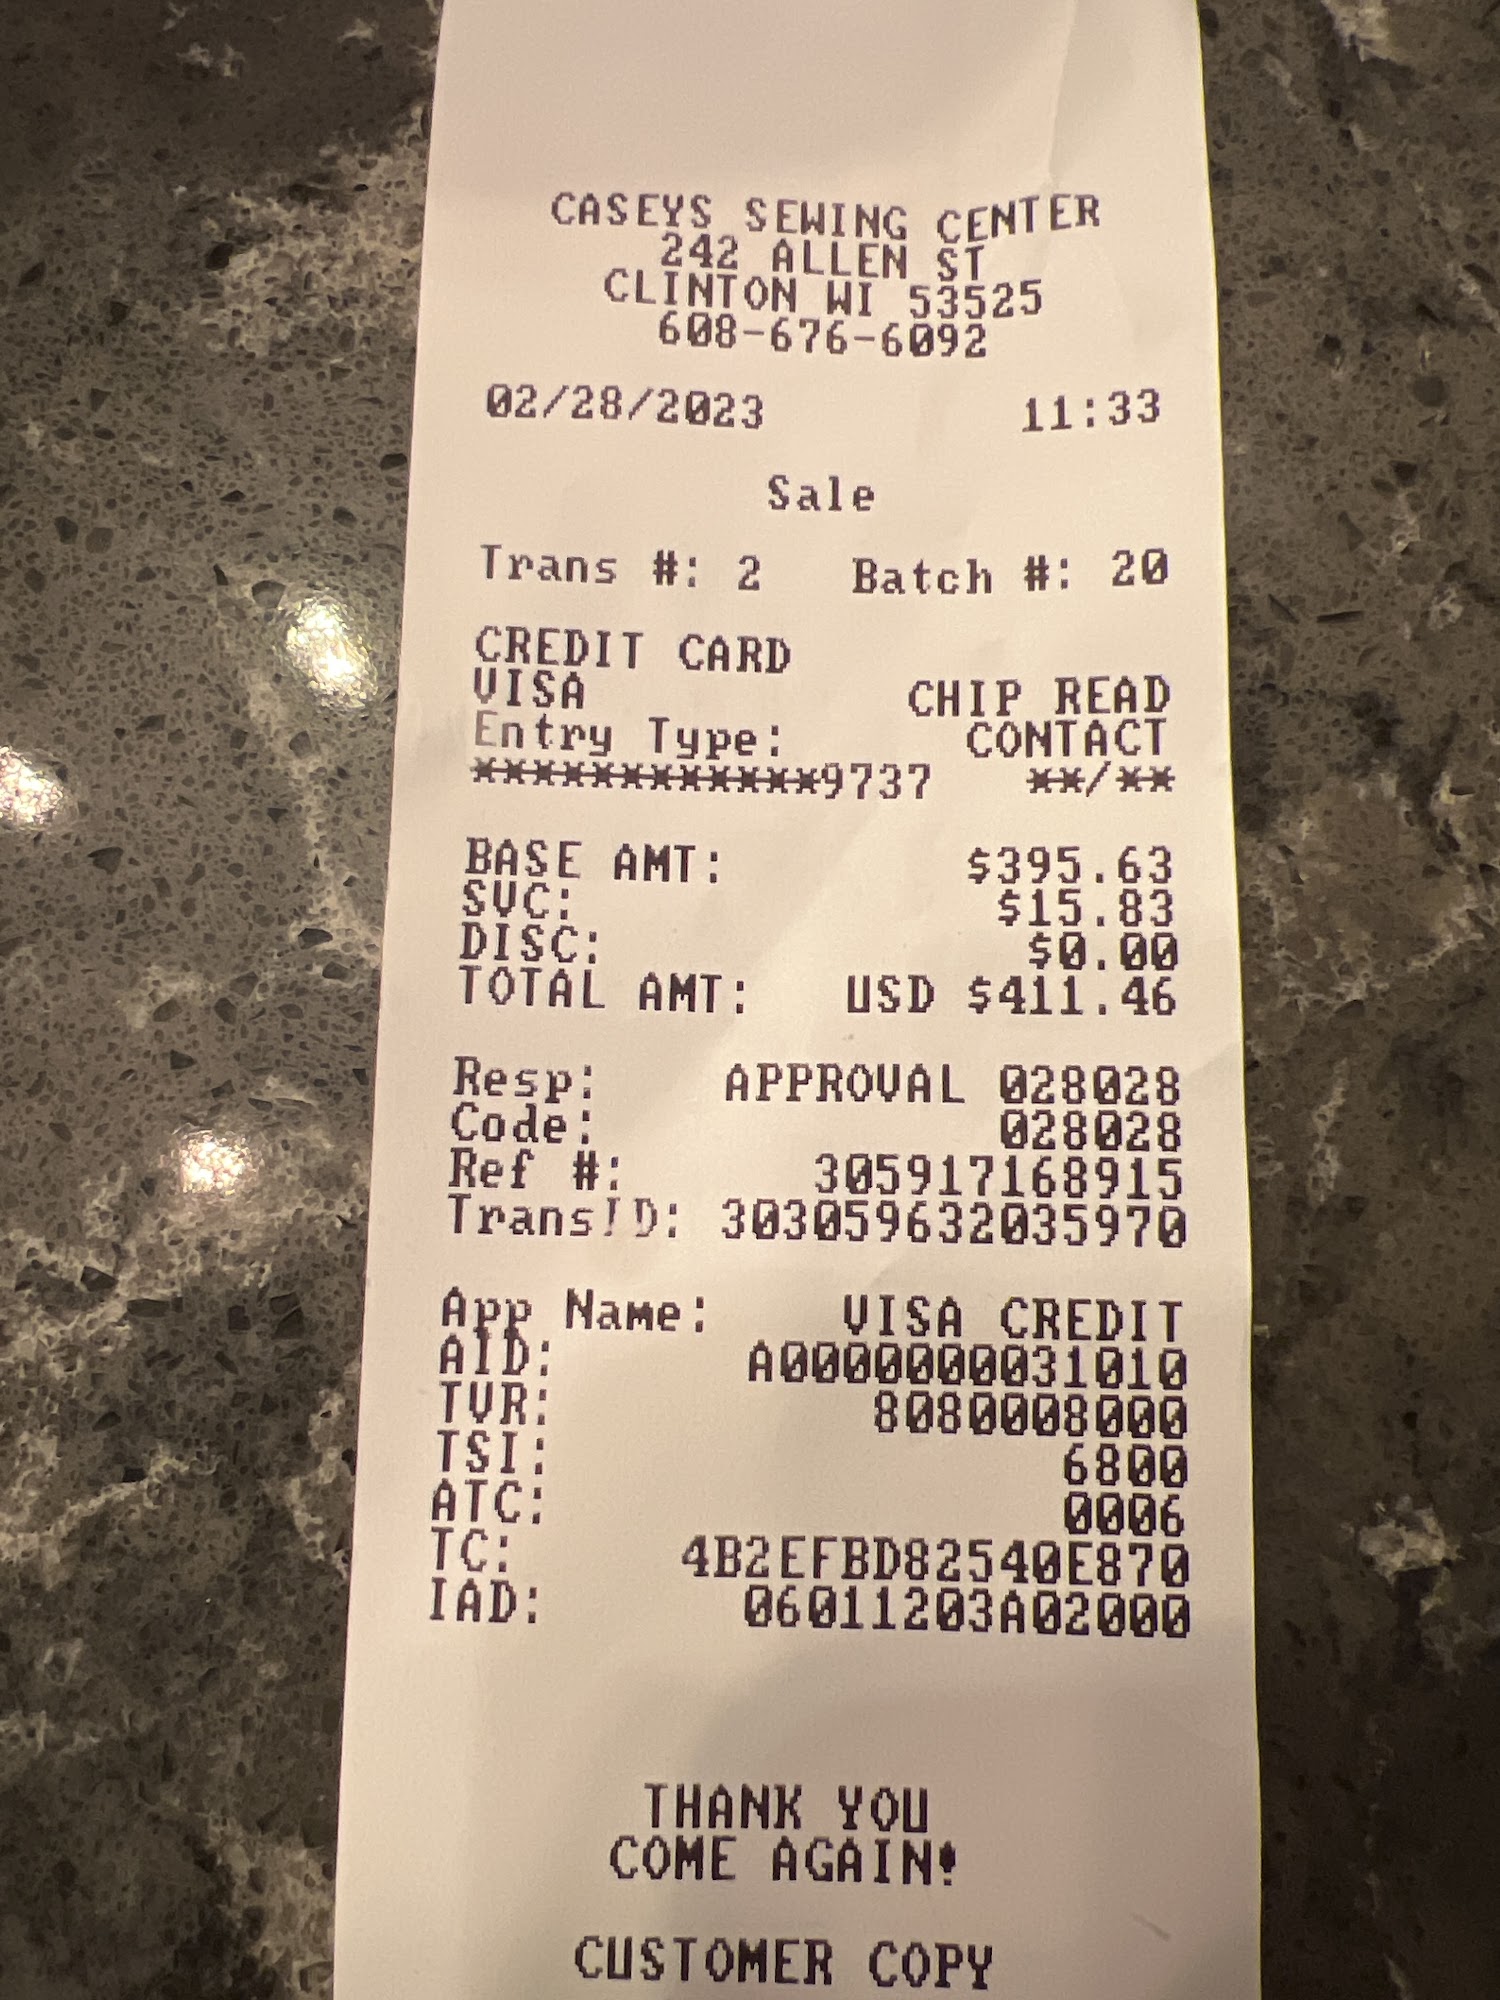 CASEYS SEWING CENTER
242 ALLEN ST
CLINTON WI 53525
608-676-6092
02/28/2023 11:33
Sale
Trans #: 2 Batch #: 20
CREDIT CARD
VISA CHIP READ
Entry Type: CONTACT
************9737 **/**
BASE AMT: $395.63
SVC: $15.83
DISC: $0.00
TOTAL AMT: USD $411.46
Resp: APPROVAL 028028
Code: 028028
Ref #: 305917168915
TransID: 303059632035970
App Name: VISA CREDIT
AID: A0000000031010
TVR: 8080008000
TSI: 6800
ATC: 0006
TC: 4B2EFBD82540E870
IAD: 06011203A02000
THANK YOU
COME AGAIN!
CUSTOMER COPY